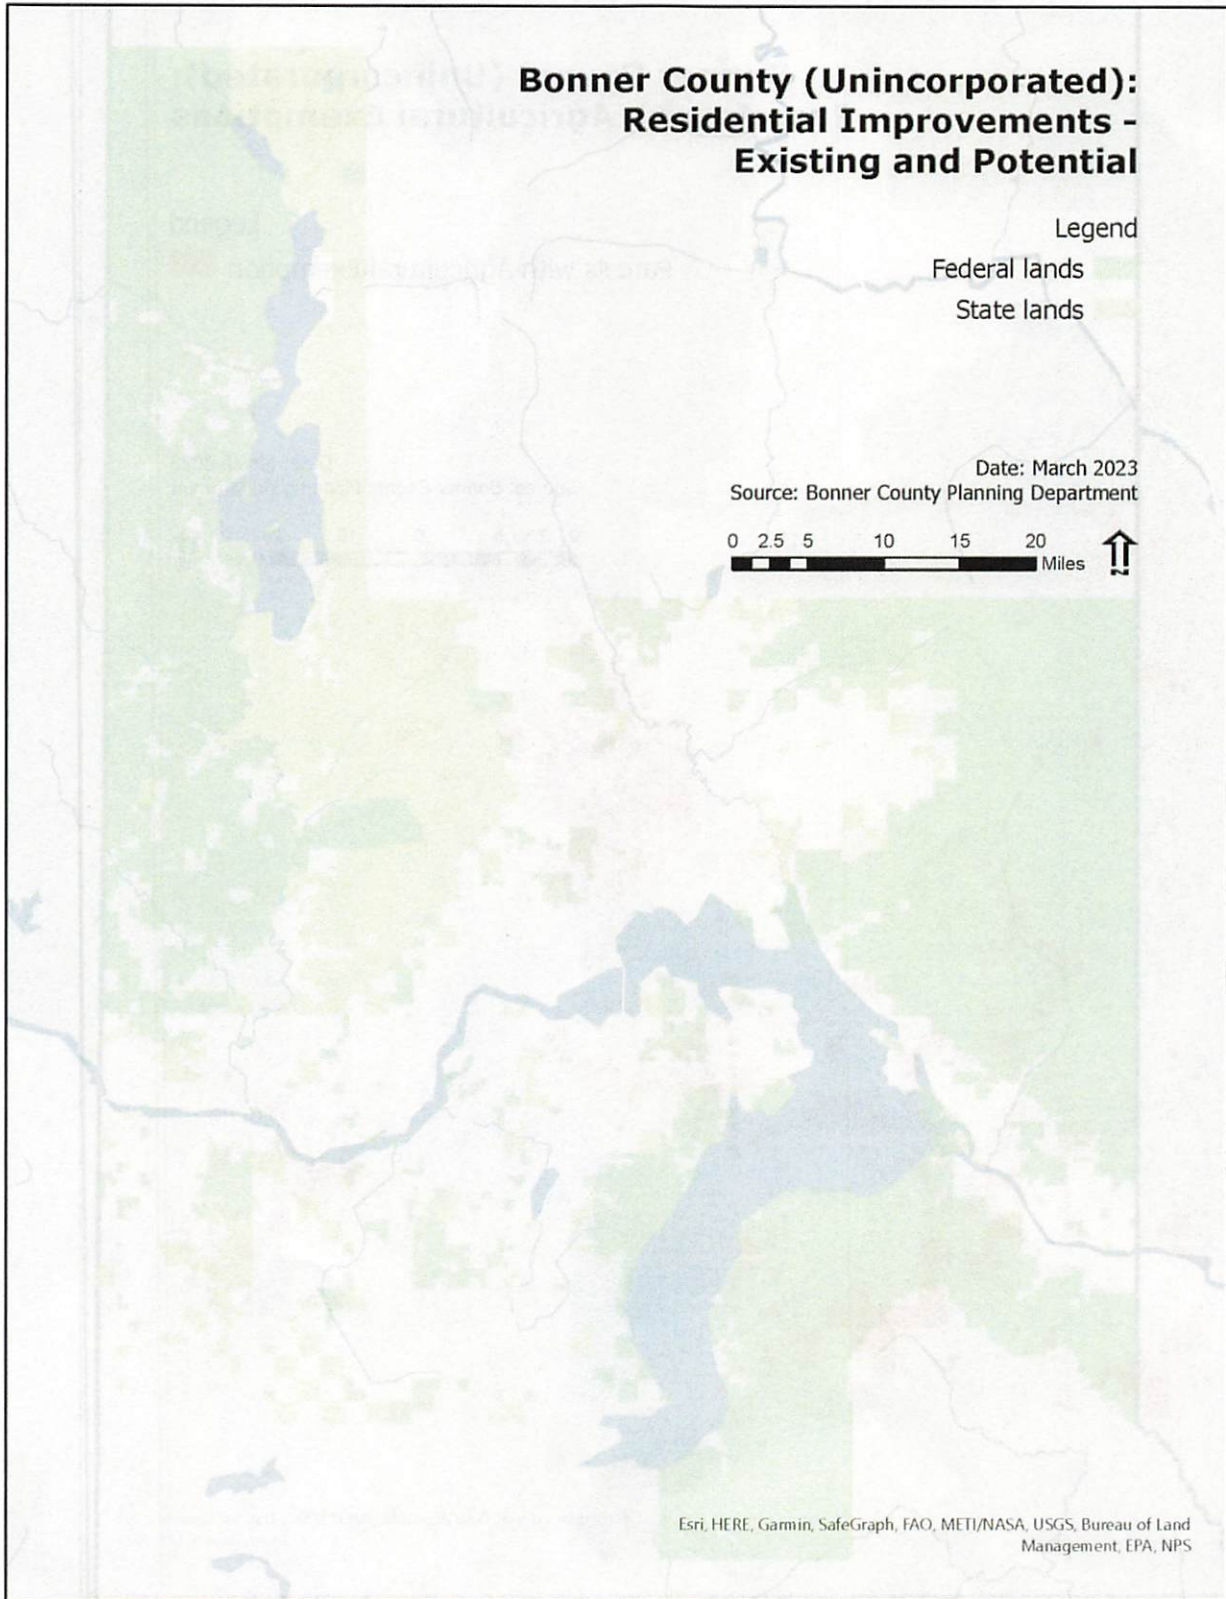 Bonner County (Unincorporated):
Residential Improvements -
Existing and Potential
Legend
Federal lands
State lands
Date: March 2023
Source: Bonner County Planning Department
0 2.5 5 10 15 20
Miles
N
Esri, HERE, Garmin, SafeGraph, FAO, METI/NASA, USGS, Bureau of Land
Management, EPA, NPS